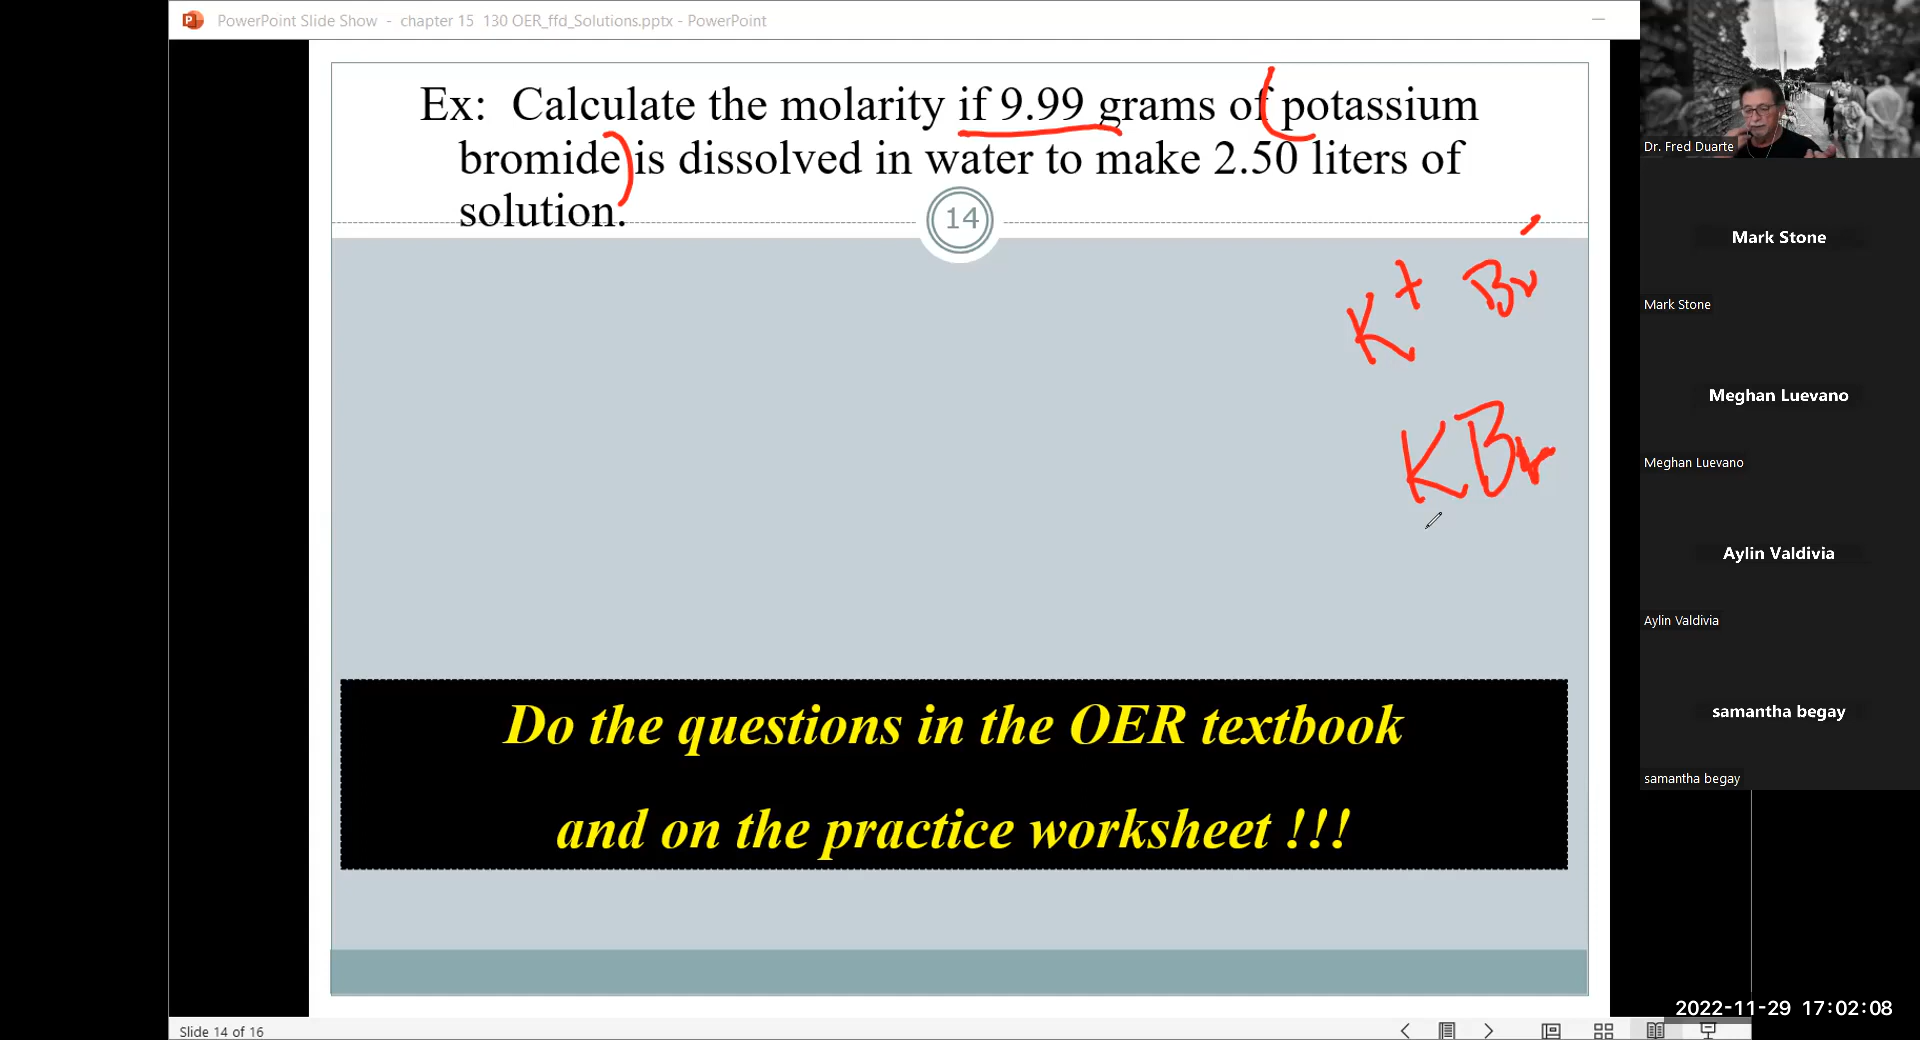 PowerPoint Slide Show - chapter 15 130 OER_ffd_Solutions.pptx - PowerPoint
Ex: Calculate the molarity if 9.99 grams of potassium
bromide is dissolved in water to make 2.50 liters of
solution.
14
K+ Br-
KBr
Do the questions in the OER textbook
and on the practice worksheet !!!
Slide 14 of 16
Dr. Fred Duarte
Mark Stone
Mark Stone
Meghan Luevano
Meghan Luevano
Aylin Valdivia
Aylin Valdivia
samantha begay
samantha begay
2022-11-29 17:02:08